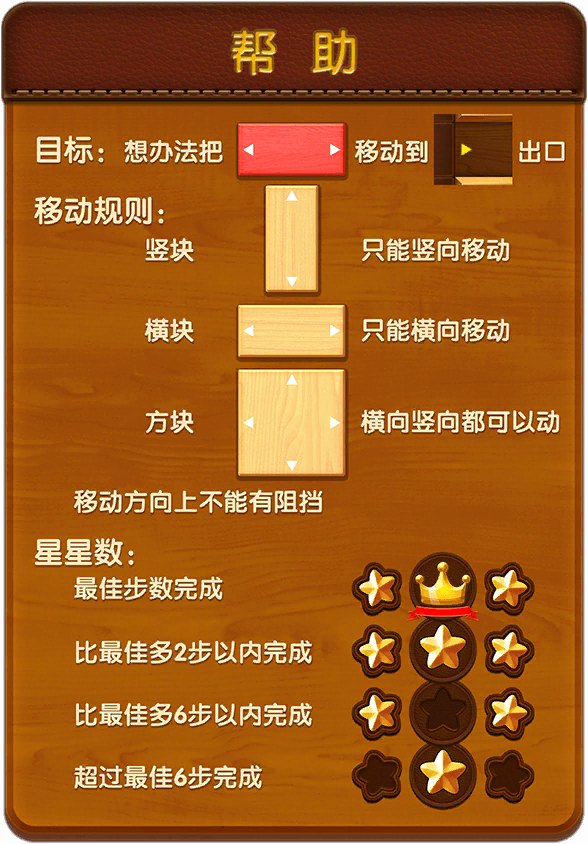 帮 助
目标：想办法把 移动到 出口
移动规则：
竖块 只能竖向移动
横块 只能横向移动
方块 横向竖向都可以动
移动方向上不能有阻挡
星星数：
最佳步数完成
比最佳多2步以内完成
比最佳多6步以内完成
超过最佳6步完成